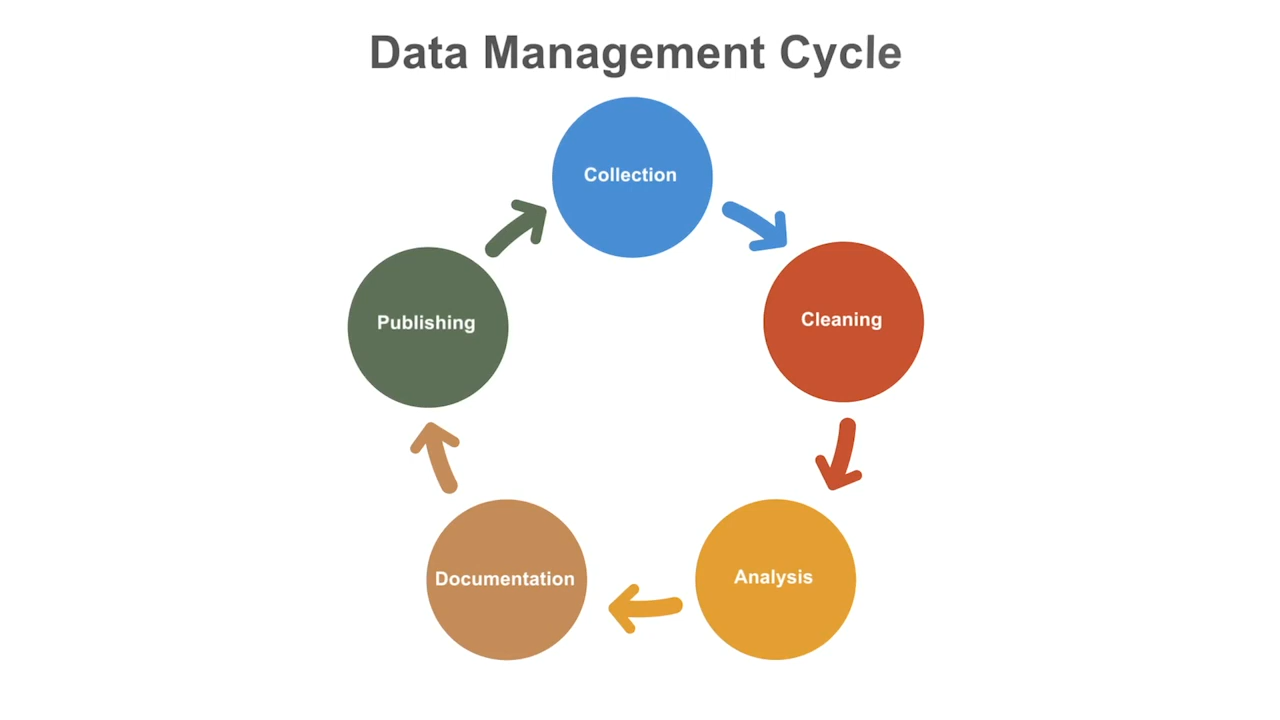 Data Management Cycle
Collection
Cleaning
Analysis
Documentation
Publishing